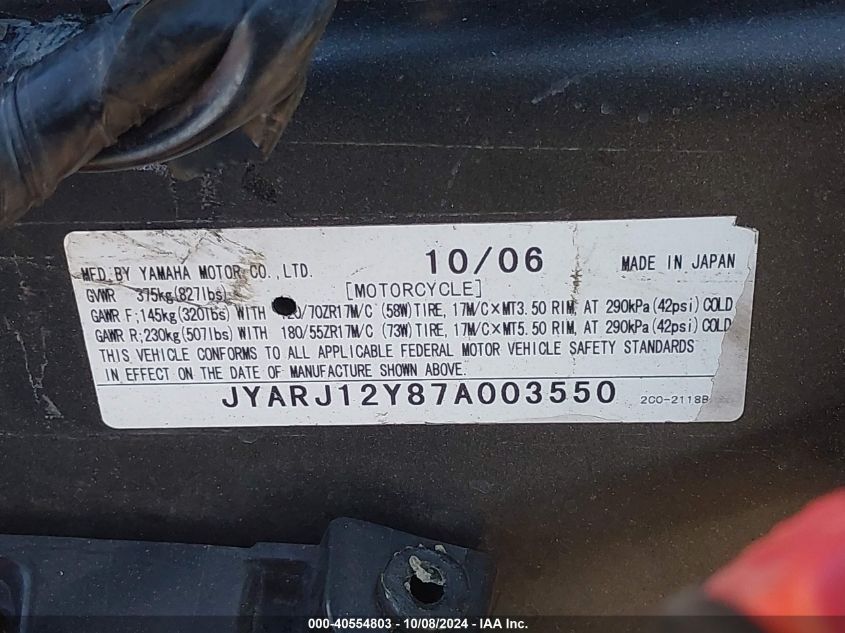 10/06
MFD.BY YAMAHA MOTOR CO.,LTD.
MADE IN JAPAN
GVWR 375kg(827lbs)
[MOTORCYCLE]
GAWR F;145kg(320lbs) WITH /70ZR17M/C (58W)TIRE, 17M/C×MT3.50 RIM, AT 290kPa(42psi)COLD
GAWR R;230kg(507lbs) WITH 180/55ZR17M/C (73W)TIRE, 17M/C×MT5.50 RIM, AT 290kPa(42psi)COLD
THIS VEHICLE CONFORMS TO ALL APPLICABLE FEDERAL MOTOR VEHICLE SAFETY STANDARDS
IN EFFECT ON THE DATE OF MANUFACTURE SHOWN ABOVE.
JYARJ12Y87A003550
2C0-2118B
000-40554803 - 10/08/2024 - IAA Inc.